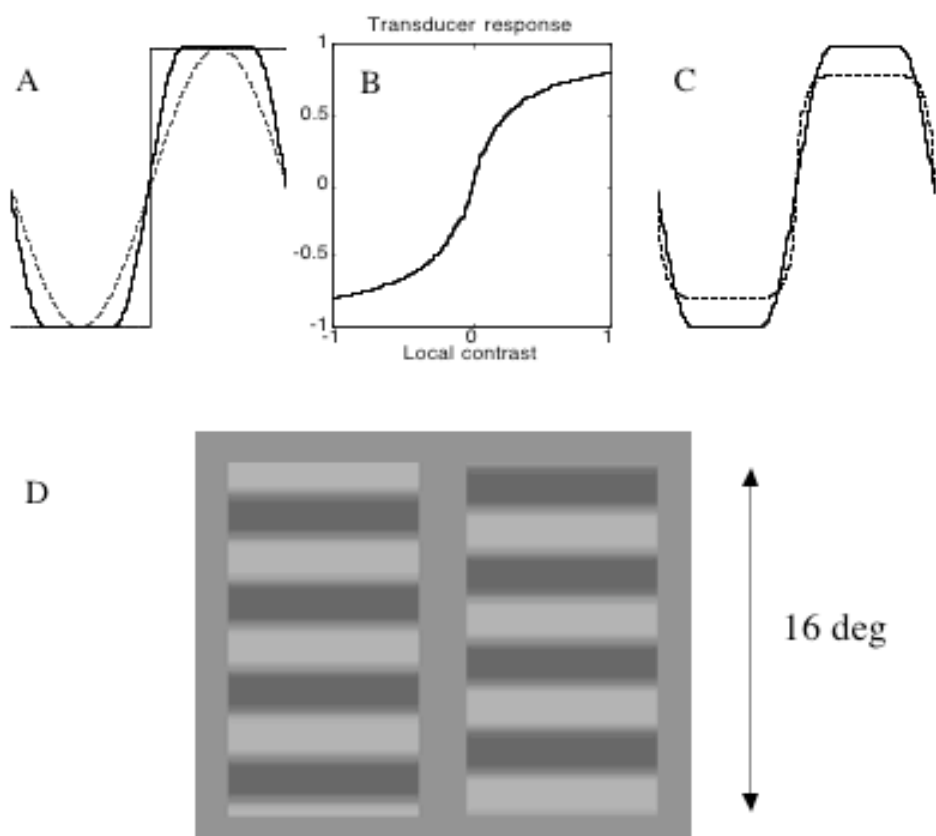 Transducer response
A
B
C
1
0.5
0
-0.5
-1
-1
0
1
Local contrast
D
16 deg